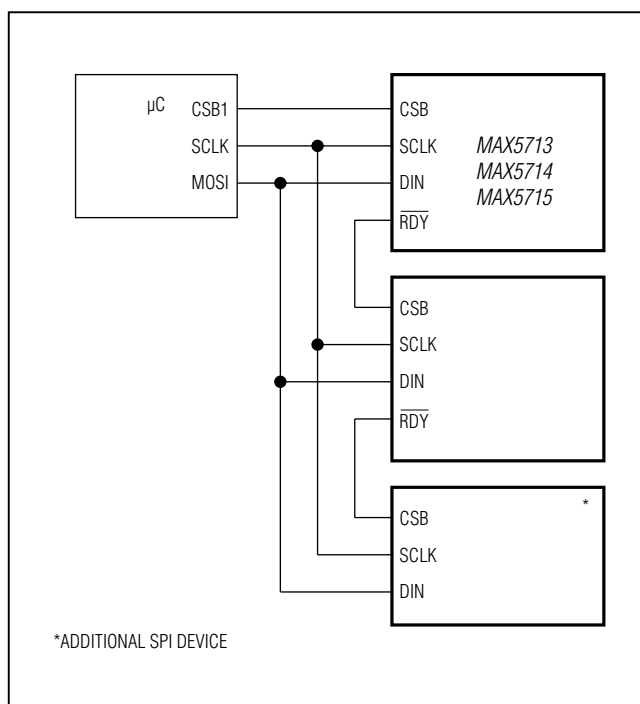 µC
CSB1
SCLK
MOSI
CSB
SCLK
DIN
RDY
MAX5713
MAX5714
MAX5715
CSB
SCLK
DIN
RDY
*
CSB
SCLK
DIN
*ADDITIONAL SPI DEVICE